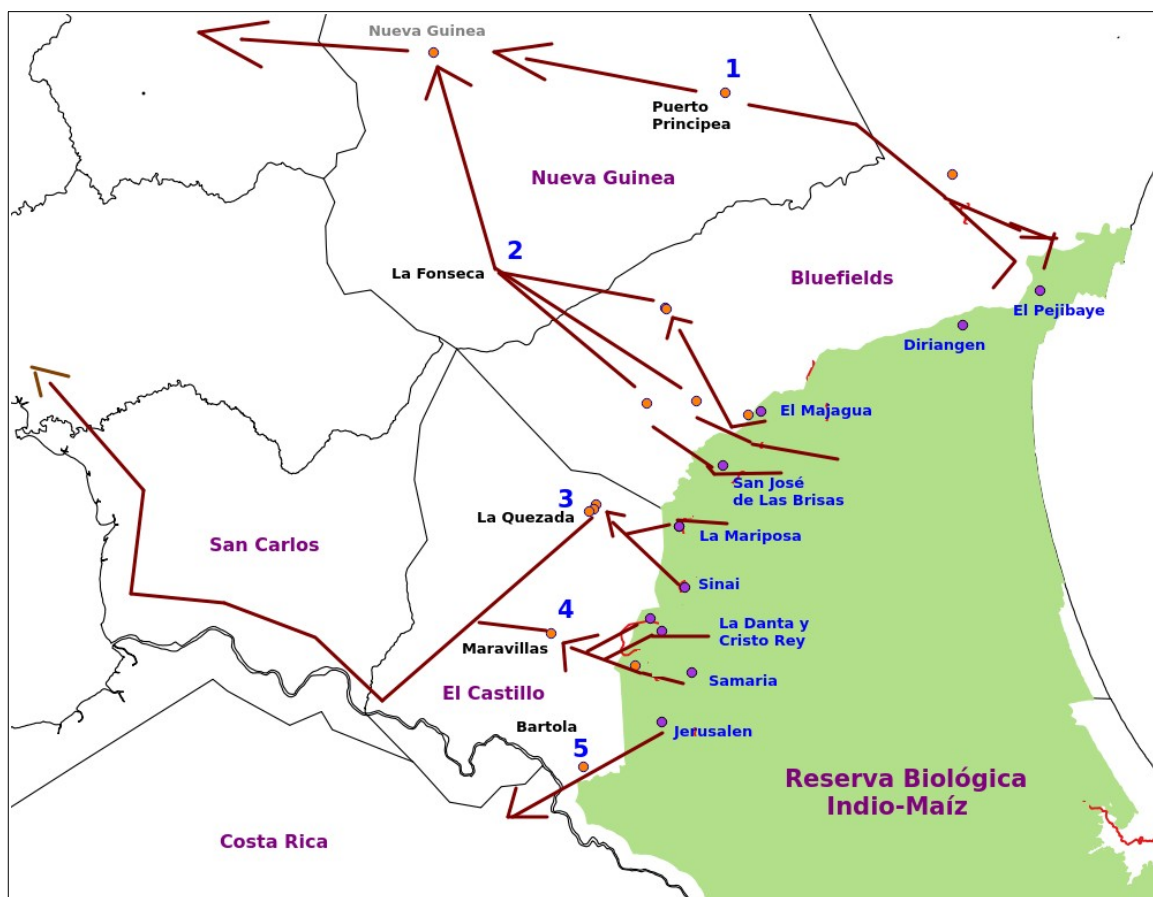 Nueva Guinea
1
Puerto
Principea
Nueva Guinea
2
La Fonseca
Bluefields
El Pejibaye
Diriangen
El Majagua
San José
de Las Brisas
3
La Quezada
La Mariposa
San Carlos
Sinai
4
La Danta y
Cristo Rey
Maravillas
Samaria
El Castillo
Bartola
Jerusalen
5
Reserva Biológica
Indio-Maíz
Costa Rica